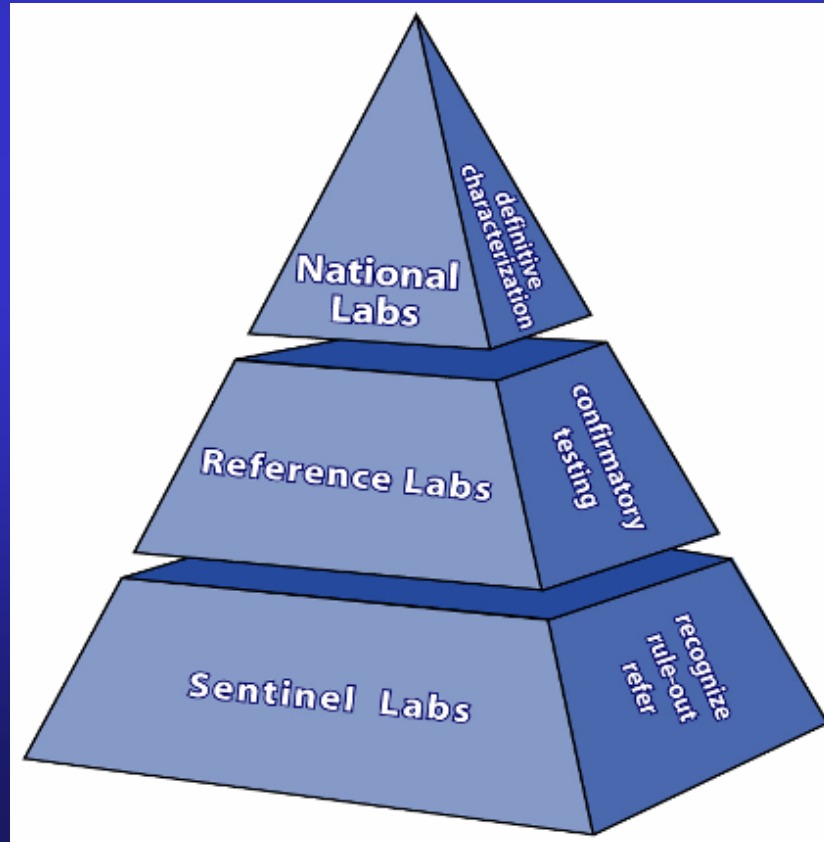 National
Labs
definitive
characterization
Reference Labs
confirmatory
testing
Sentinel Labs
recognize
rule-out
refer